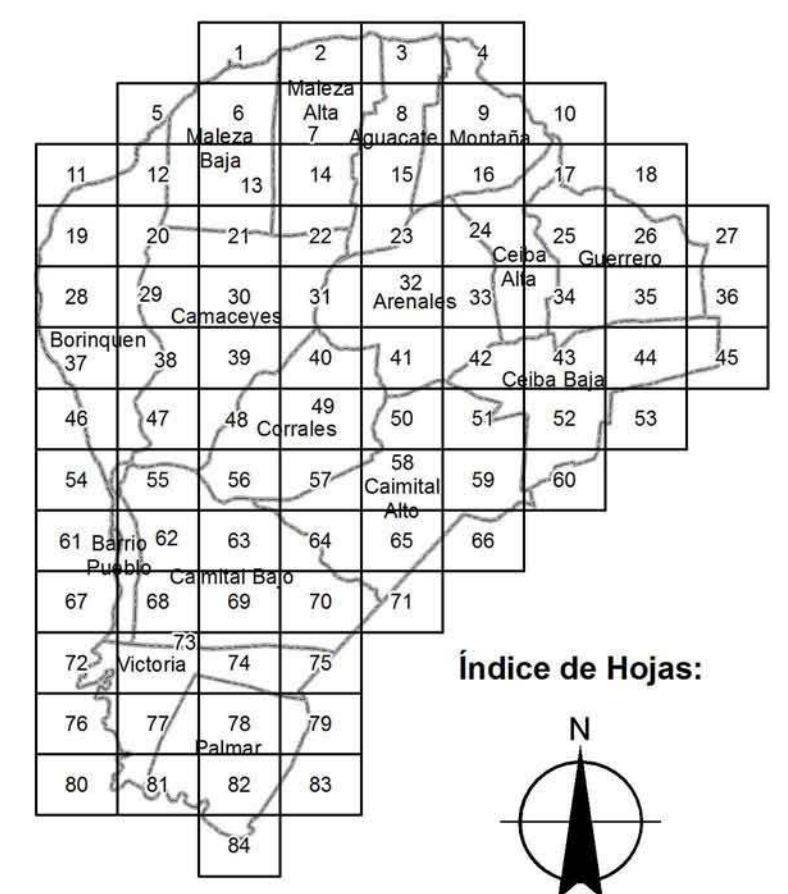 1 2 3 4
Maleza
Alta
5 6 7 8 9 10
Maleza
Baja
Aguacate Montaña
11 12 13 14 15 16 17 18
19 20 21 22 23 24 25 26 27
Ceiba
Alta
Guerrero
28 29 30 31 32 33 34 35 36
Camaceyes Arenales
Borinquen
37 38 39 40 41 42 43 44 45
Ceiba Baja
46 47 48 49 50 51 52 53
Corrales
54 55 56 57 58 59 60
Caimital
Alto
61 62 63 64 65 66
Barrio
Pueblo
Caimital Bajo
67 68 69 70 71
72 73 74 75
Victoria
Índice de Hojas:
76 77 78 79
Palmar
N
80 81 82 83
84